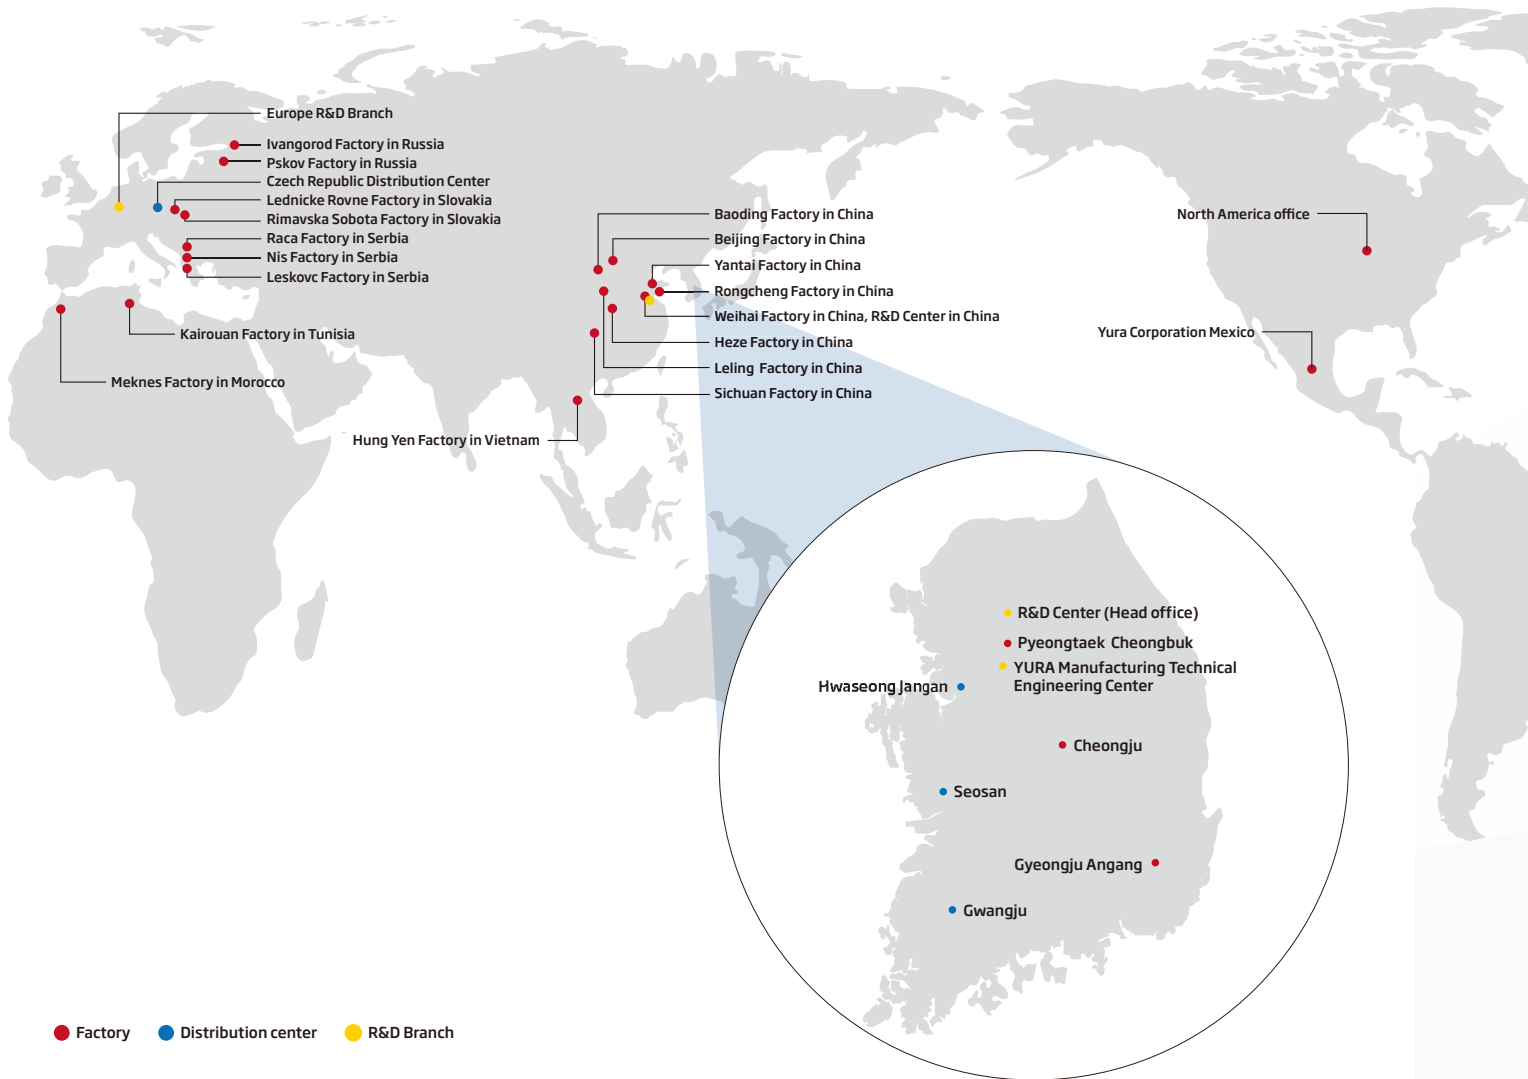 Europe R&D Branch
Ivangorod Factory in Russia
Pskov Factory in Russia
Czech Republic Distribution Center
Lednicke Rovne Factory in Slovakia
Rimavska Sobota Factory in Slovakia
Raca Factory in Serbia
Nis Factory in Serbia
Leskovc Factory in Serbia
Kairouan Factory in Tunisia
Meknes Factory in Morocco
Baoding Factory in China
Beijing Factory in China
Yantai Factory in China
Rongcheng Factory in China
Weihai Factory in China, R&D Center in China
Heze Factory in China
Leling Factory in China
Sichuan Factory in China
Hung Yen Factory in Vietnam
North America office
Yura Corporation Mexico
R&D Center (Head office)
Pyeongtaek Cheongbuk
YURA Manufacturing Technical
Engineering Center
Hwaseong Jangan
Cheongju
Seosan
Gyeongju Angang
Gwangju
Factory
Distribution center
R&D Branch